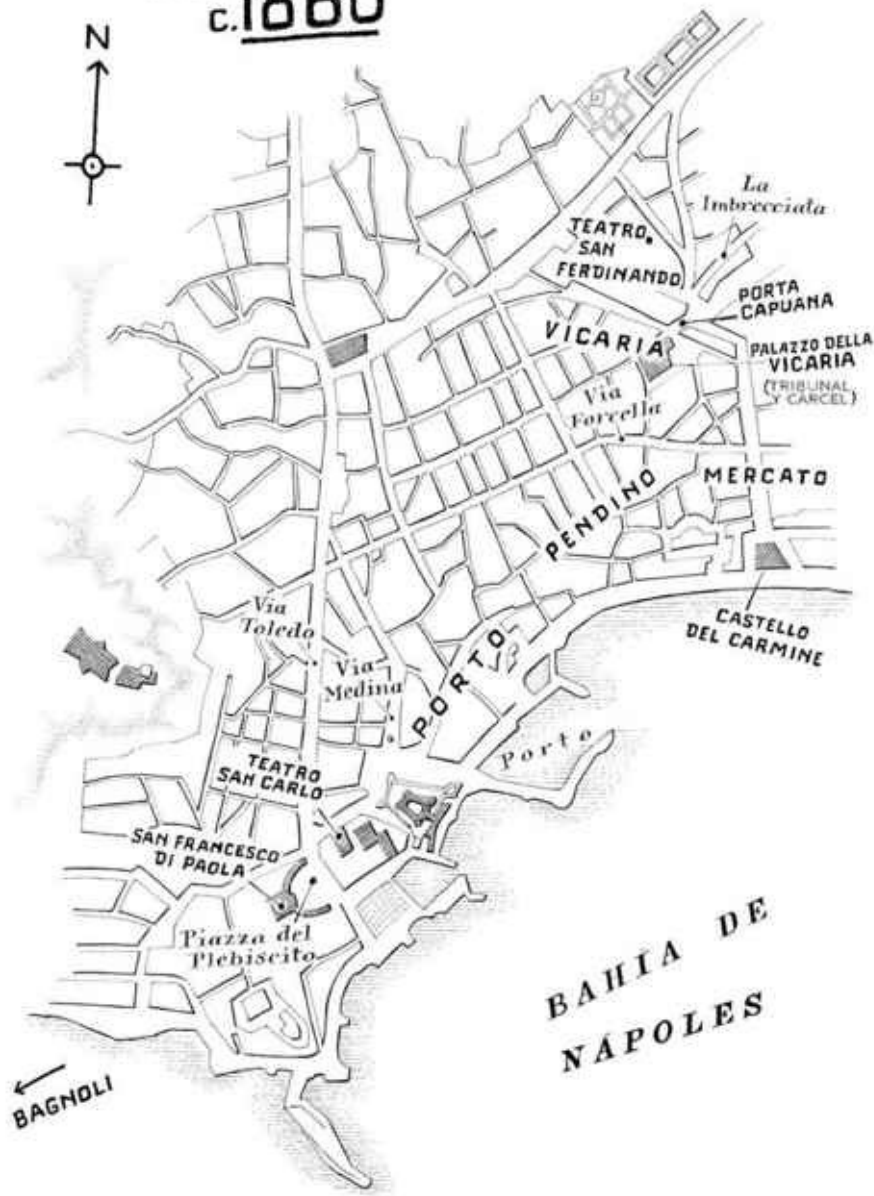 c.1860
N
La
Imbrecciata
TEATRO
SAN
FERDINANDO
PORTA
CAPUANA
VICARIA
PALAZZO DELLA
VICARIA
(TRIBUNAL
Y CARCEL)
Via
Forcella
MERCATO
PENDINO
CASTELLO
DEL CARMINE
Via
Toledo
Via
Medina
PORTO
Porto
TEATRO
SAN CARLO
SAN FRANCESCO
DI PAOLA
Piazza del
Plebiscito
BAHÍA DE
NÁPOLES
BAGNOLI